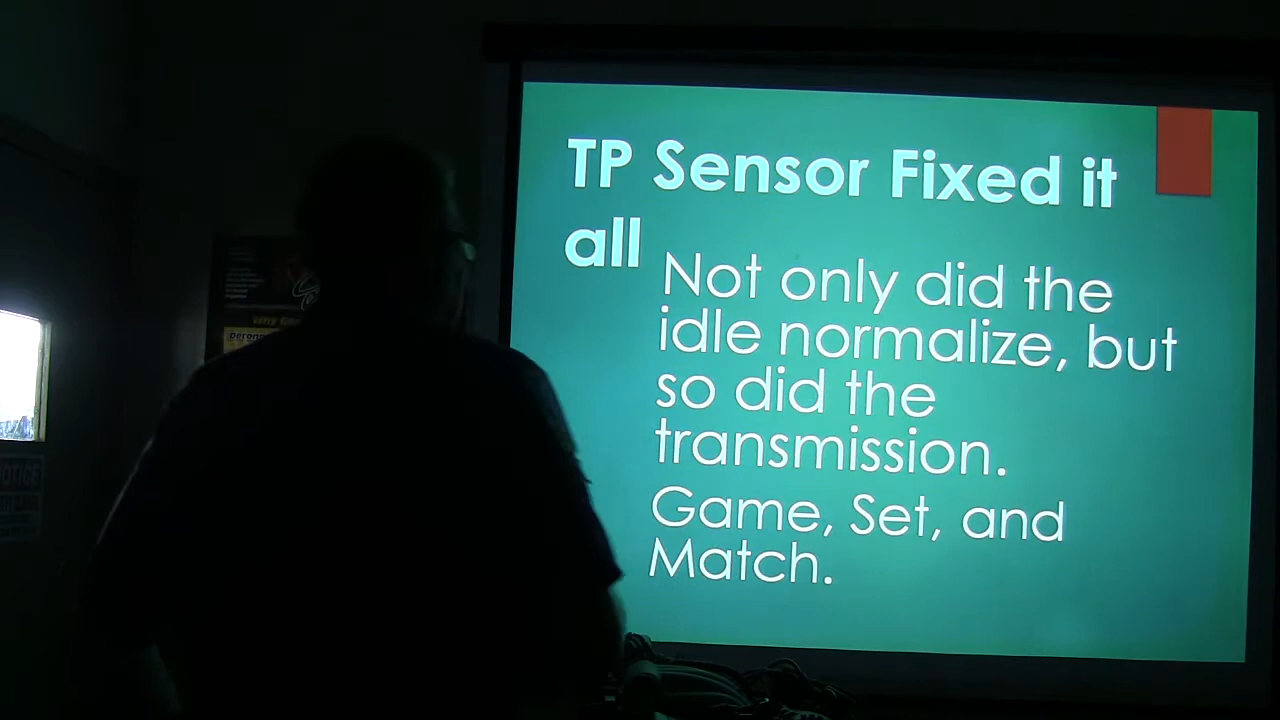 TP Sensor Fixed it
all
Not only did the
idle normalize, but
so did the
transmission.
Game, Set, and
Match.
NOTICE